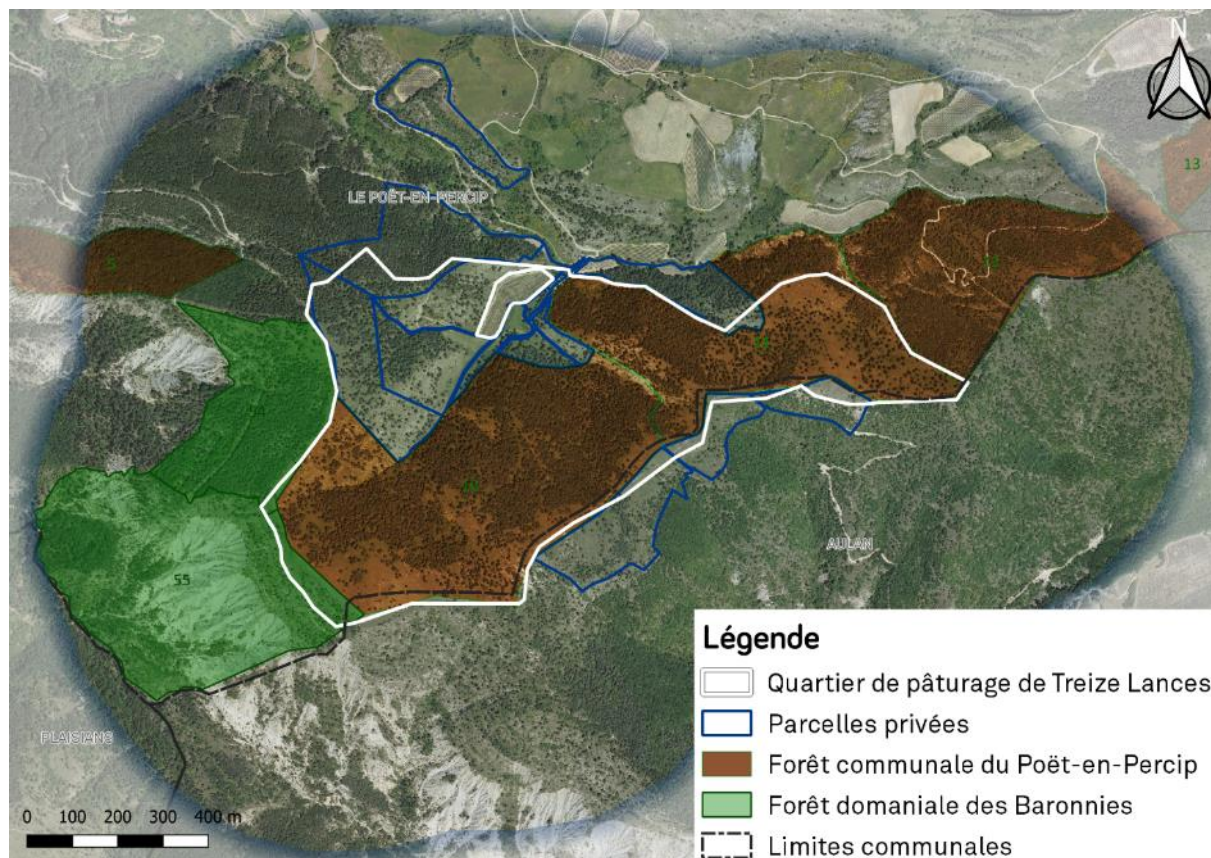 N
13
LE POËT-EN-PERCIP
55
AULAN
PLAISIANS
Légende
Quartier de pâturage de Treize Lances
Parcelles privées
Forêt communale du Poët-en-Percip
Forêt domaniale des Baronnies
Limites communales
0 100 200 300 400 m